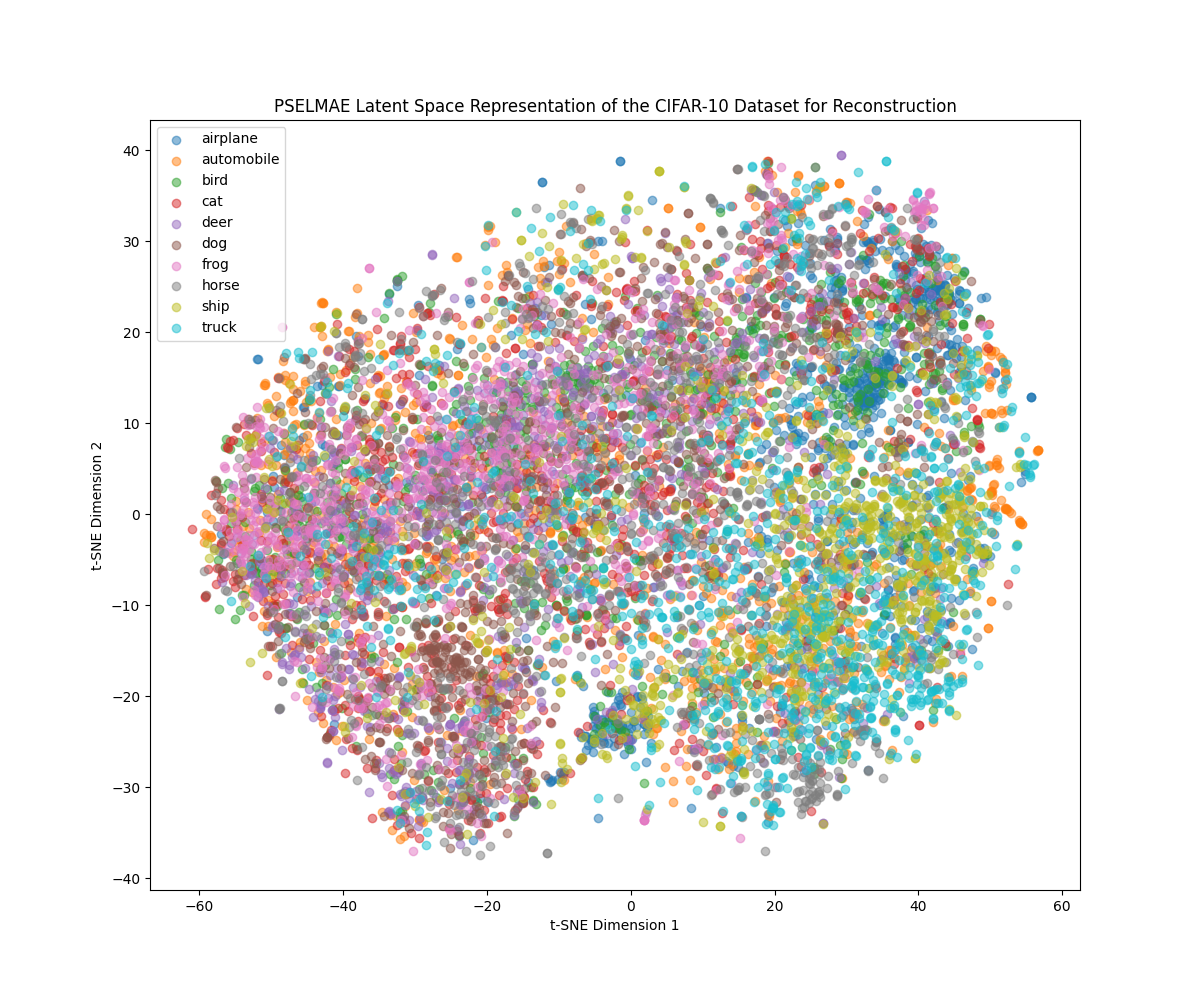 PSELMAE Latent Space Representation of the CIFAR-10 Dataset for Reconstruction
airplane
automobile
bird
cat
deer
dog
frog
horse
ship
truck
40
30
20
10
0
−10
−20
−30
−40
t-SNE Dimension 2
−60 −40 −20 0 20 40 60
t-SNE Dimension 1